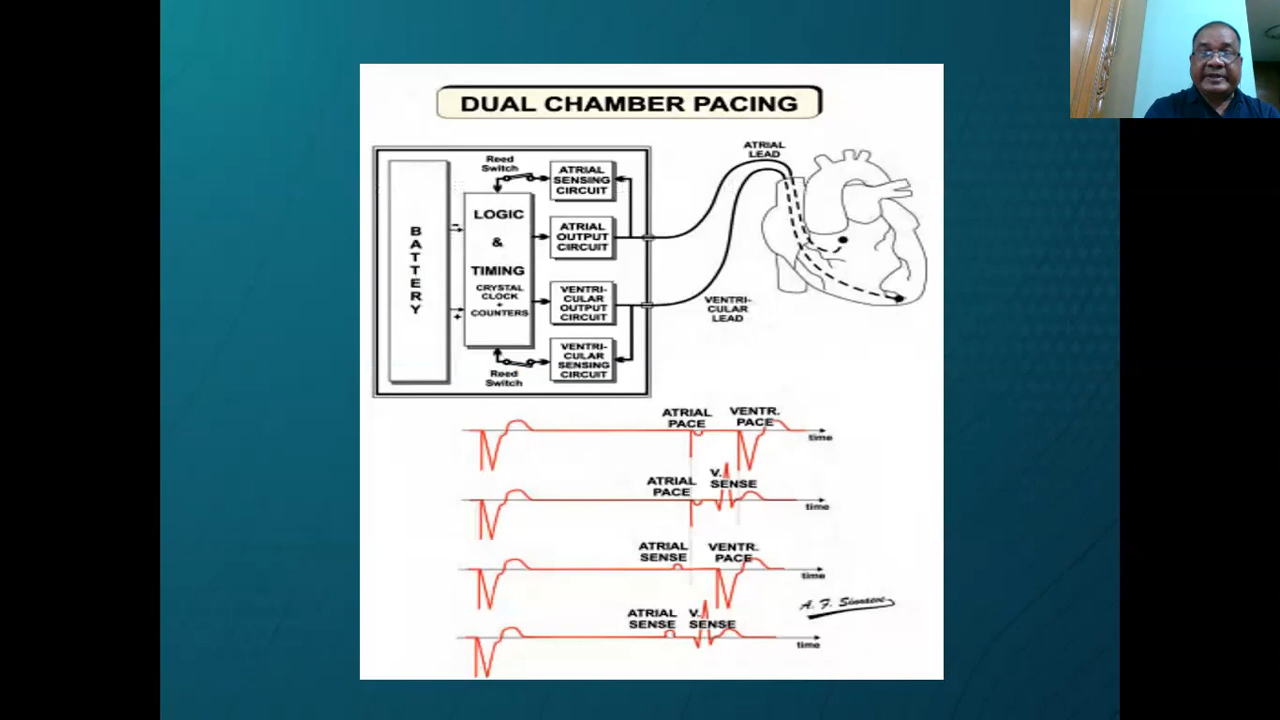 DUAL CHAMBER PACING
Reed
Switch
ATRIAL
SENSING
CIRCUIT
ATRIAL
LEAD
BATTERY
LOGIC
&
TIMING
CRYSTAL
CLOCK
+
COUNTERS
-
+
ATRIAL
OUTPUT
CIRCUIT
VENTRI-
CULAR
OUTPUT
CIRCUIT
VENTRI-
CULAR
LEAD
VENTRI-
CULAR
SENSING
CIRCUIT
Reed
Switch
ATRIAL
PACE
VENTR.
PACE
time
ATRIAL
PACE
V.
SENSE
time
ATRIAL
SENSE
VENTR.
PACE
time
ATRIAL
SENSE
V.
SENSE
time
A. F. Sinnaeve